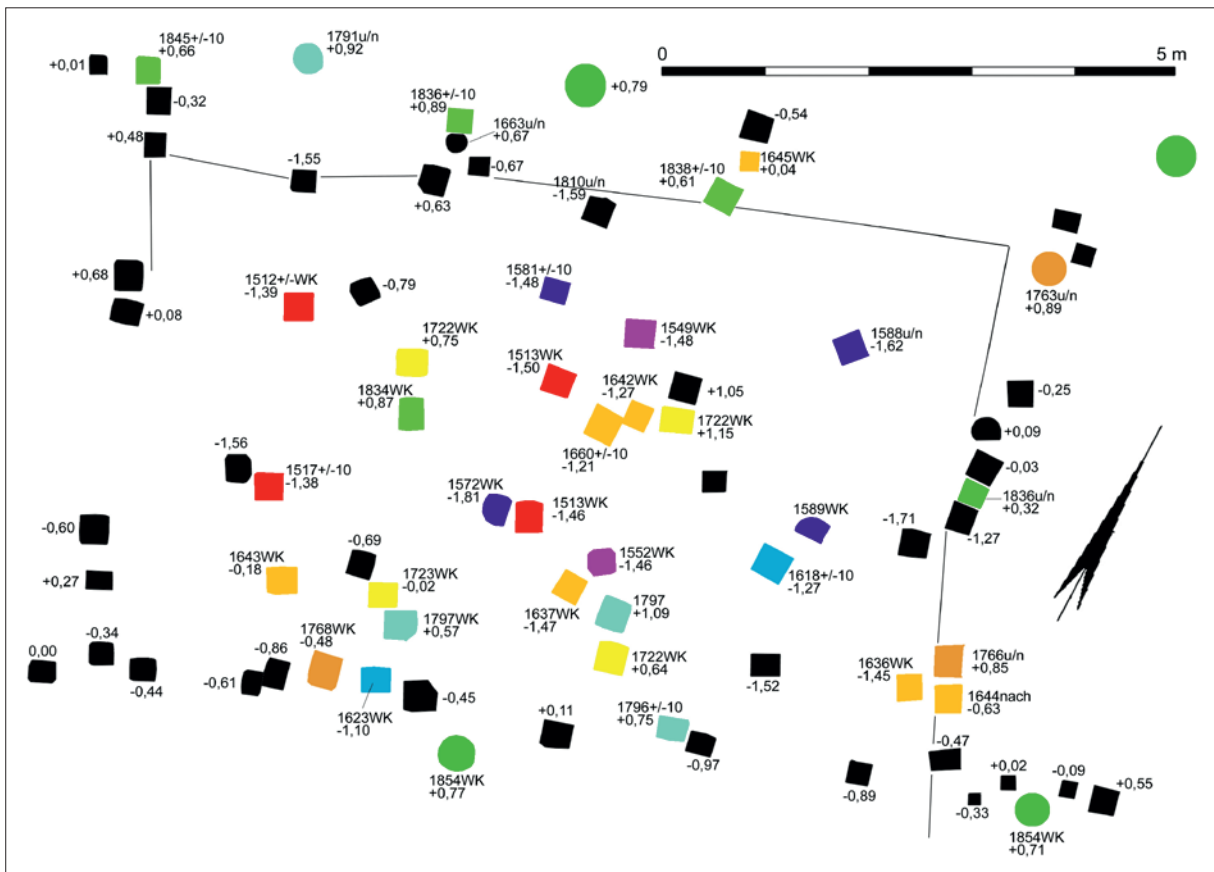 1845+/-10
+0,66
+0,01
1791u/n
+0,92
0
5 m
-0,32
+0,48
1836+/-10
+0,89
1663u/n
+0,67
+0,79
-0,54
1645WK
+0,04
1838+/-10
+0,61
-1,55
-0,67
+0,63
1810u/n
-1,59
+0,68
+0,08
1512+/-WK
-1,39
-0,79
1581+/-10
-1,48
1763u/n
+0,89
1722WK
+0,75
1549WK
-1,48
1588u/n
-1,62
1513WK
-1,50
1642WK
-1,27
+1,05
-0,25
1834WK
+0,87
1722WK
+1,15
+0,09
1660+/-10
-1,21
-1,56
1517+/-10
-1,38
1572WK
-1,81
1513WK
-1,46
-0,03
1836u/n
+0,32
1589WK
-1,71
-1,27
-0,60
-0,69
1643WK
-0,18
1723WK
-0,02
1552WK
-1,46
1618+/-10
-1,27
+0,27
1637WK
-1,47
1797
+1,09
1797WK
+0,57
-0,34
0,00
-0,44
-0,86
-0,61
1768WK
-0,48
1722WK
+0,64
1636WK
-1,45
1766u/n
+0,85
1644nach
-0,63
-1,52
-0,45
1623WK
-1,10
+0,11
1796+/-10
+0,75
-0,97
-0,47
1854WK
+0,77
-0,89
+0,02
-0,09
+0,55
-0,33
1854WK
+0,71